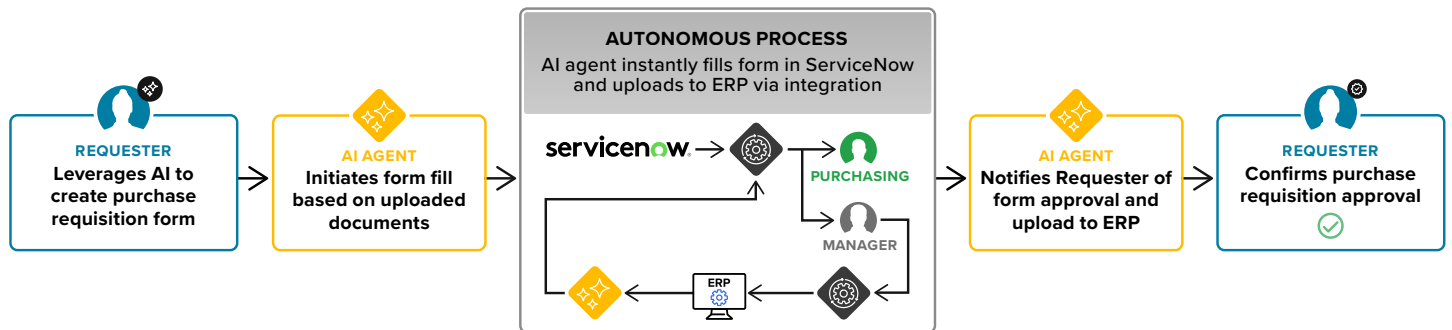 REQUESTER
Leverages AI to
create purchase
requisition form
AI AGENT
Initiates form fill
based on uploaded
documents
AUTONOMOUS PROCESS
AI agent instantly fills form in ServiceNow
and uploads to ERP via integration
servicenow®
PURCHASING
MANAGER
ERP
AI AGENT
Notifies Requester of
form approval and
upload to ERP
REQUESTER
Confirms purchase
requisition approval